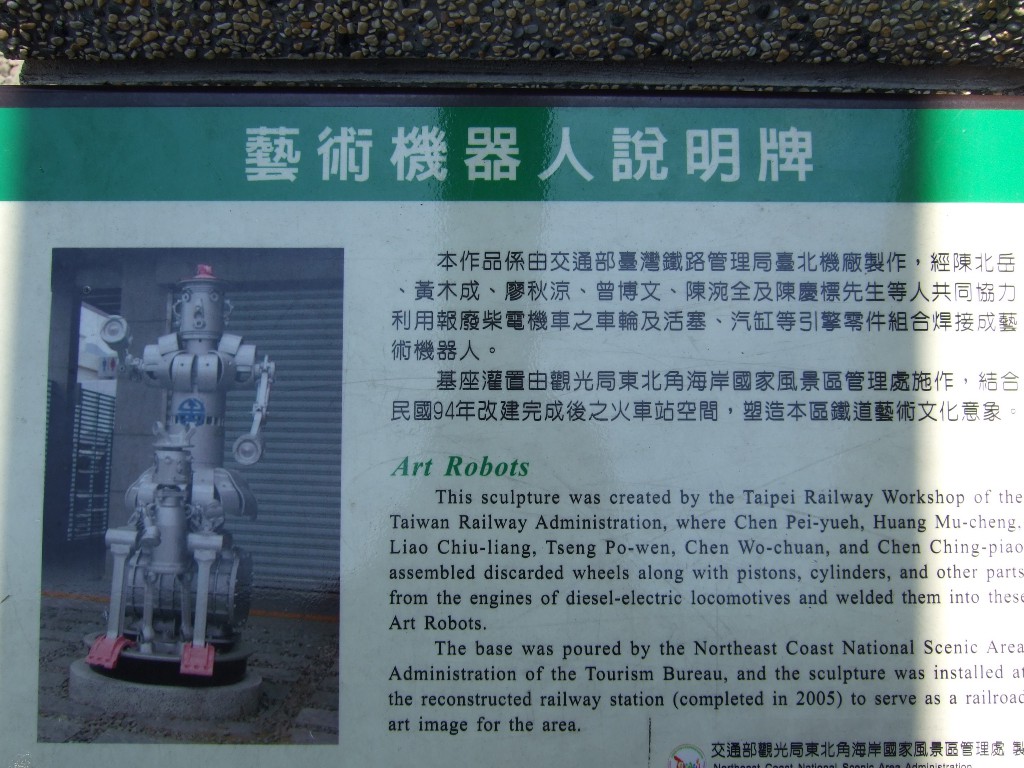 藝術機器人說明牌
本作品係由交通部臺灣鐵路管理局臺北機廠製作，經陳北岳
、黃木成、廖秋涼、曾博文、陳涴全及陳慶標先生等人共同協力
利用報廢柴電機車之車輪及活塞、汽缸等引擎零件組合焊接成藝
術機器人。
基座灌置由觀光局東北角海岸國家風景區管理處施作，結合
民國94年改建完成後之火車站空間，塑造本區鐵道藝術文化意象。
Art Robots
This sculpture was created by the Taipei Railway Workshop of the
Taiwan Railway Administration, where Chen Pei-yueh, Huang Mu-cheng.
Liao Chiu-liang, Tseng Po-wen, Chen Wo-chuan, and Chen Ching-piao
assembled discarded wheels along with pistons, cylinders, and other parts
from the engines of diesel-electric locomotives and welded them into these
Art Robots.
The base was poured by the Northeast Coast National Scenic Area
Administration of the Tourism Bureau, and the sculpture was installed at
the reconstructed railway station (completed in 2005) to serve as a railroad
art image for the area.
交通部觀光局東北角海岸國家風景區管理處 製
Northeast Coast National Scenic Area Administration